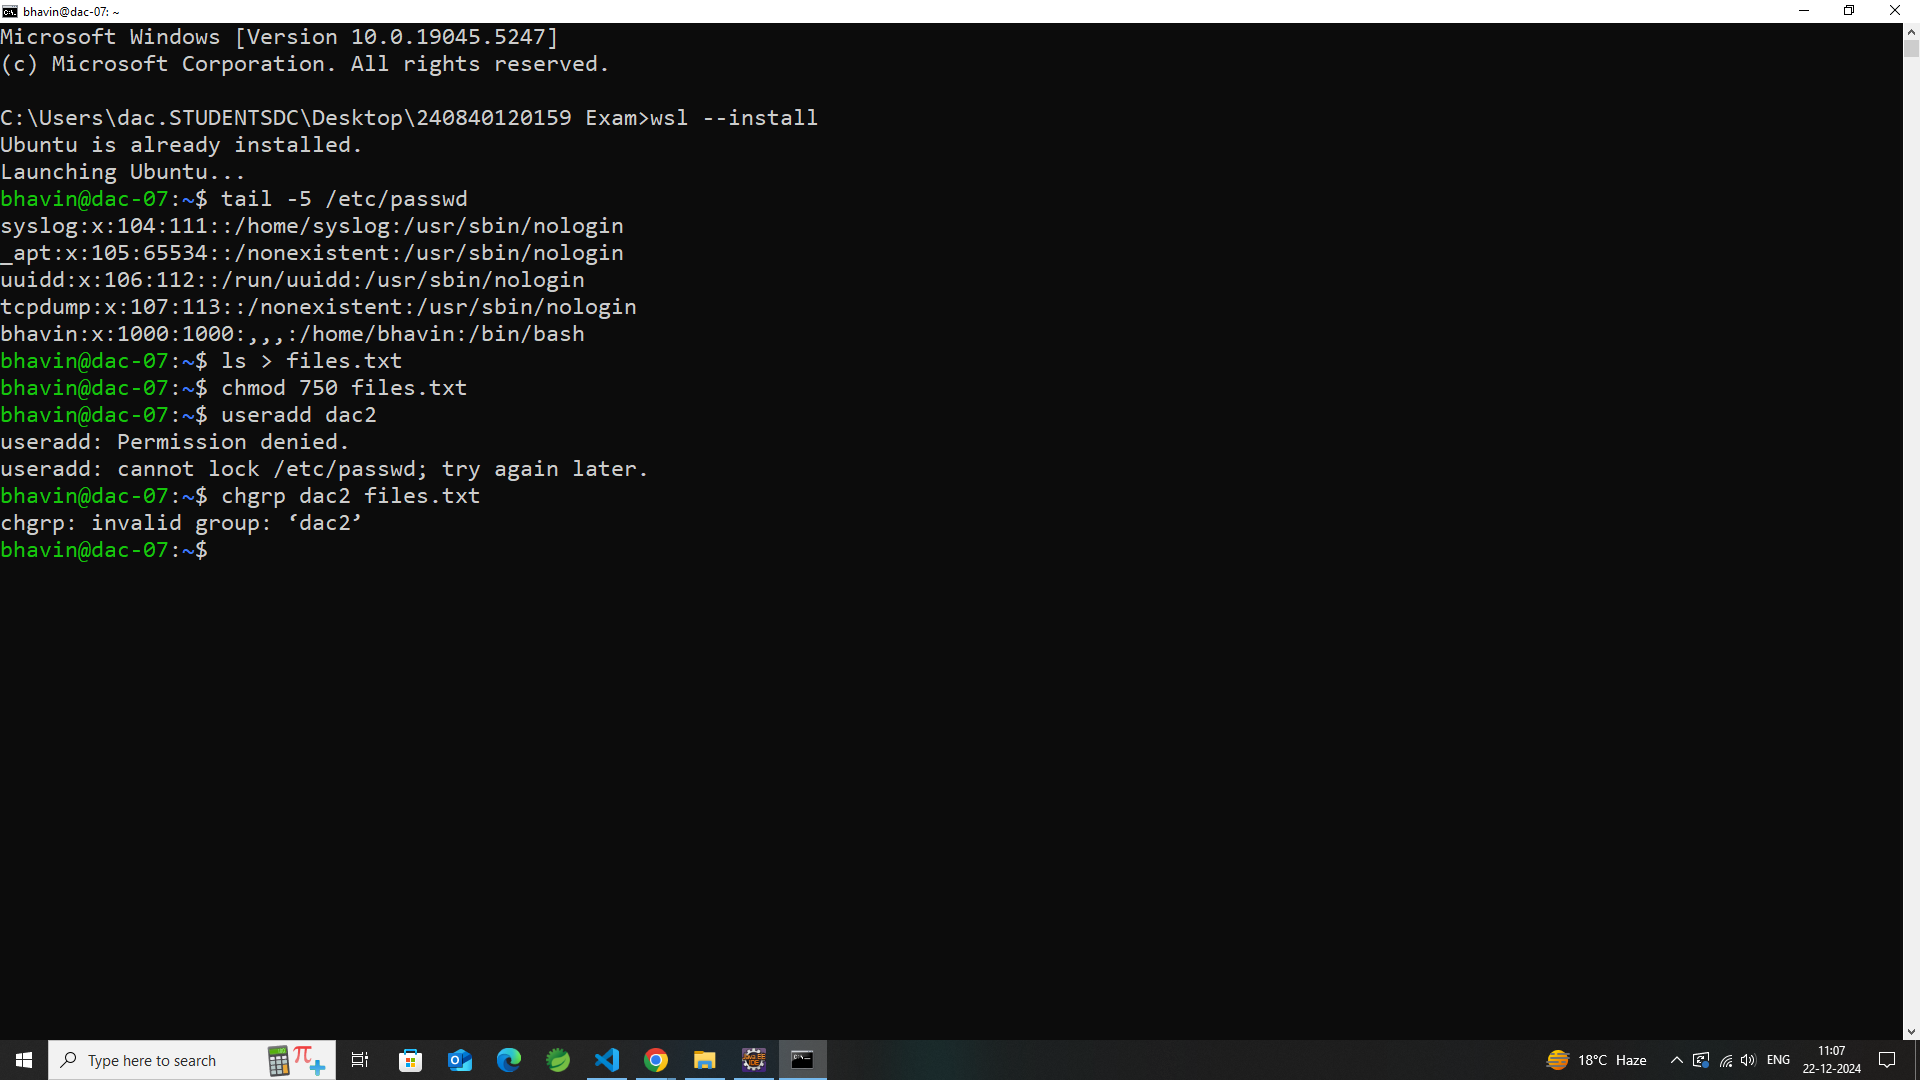 bhavin@dac-07: ~
Microsoft Windows [Version 10.0.19045.5247]
(c) Microsoft Corporation. All rights reserved.
C:\Users\dac.STUDENTSDC\Desktop\240840120159 Exam>wsl --install
Ubuntu is already installed.
Launching Ubuntu...
bhavin@dac-07:~$ tail -5 /etc/passwd
syslog:x:104:111::/home/syslog:/usr/sbin/nologin
_apt:x:105:65534::/nonexistent:/usr/sbin/nologin
uuidd:x:106:112::/run/uuidd:/usr/sbin/nologin
tcpdump:x:107:113::/nonexistent:/usr/sbin/nologin
bhavin:x:1000:1000:,,,:/home/bhavin:/bin/bash
bhavin@dac-07:~$ ls > files.txt
bhavin@dac-07:~$ chmod 750 files.txt
bhavin@dac-07:~$ useradd dac2
useradd: Permission denied.
useradd: cannot lock /etc/passwd; try again later.
bhavin@dac-07:~$ chgrp dac2 files.txt
chgrp: invalid group: ‘dac2’
bhavin@dac-07:~$
Type here to search
18°C Haze
ENG
11:07
22-12-2024